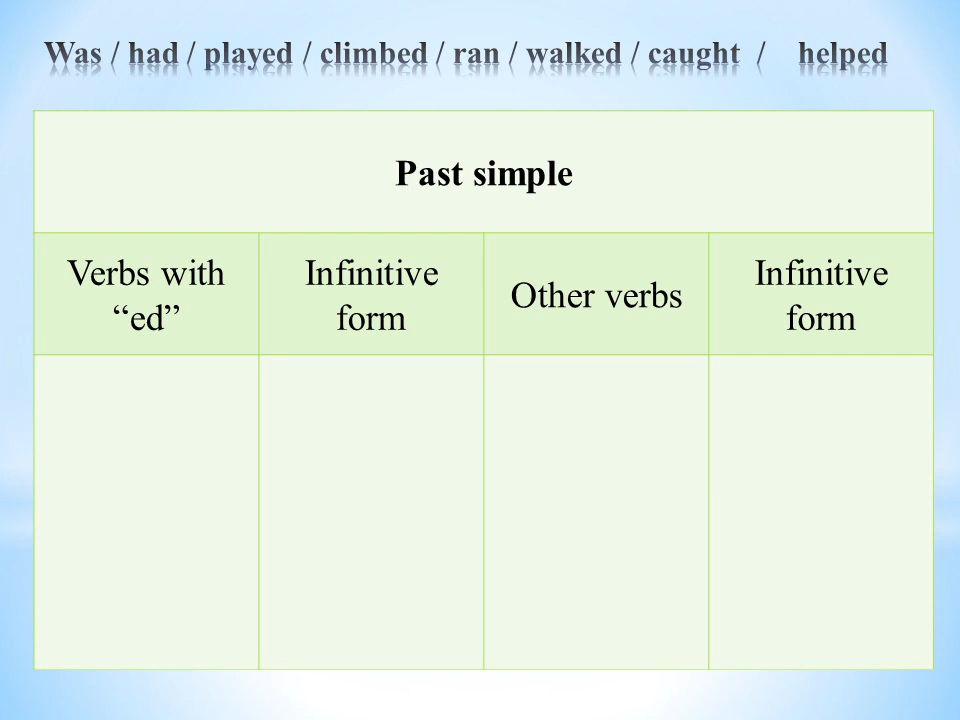 Was / had / played / climbed / ran / walked / caught / helped
Past simple
Verbs with
“ed”
Infinitive
form
Other verbs
Infinitive
form